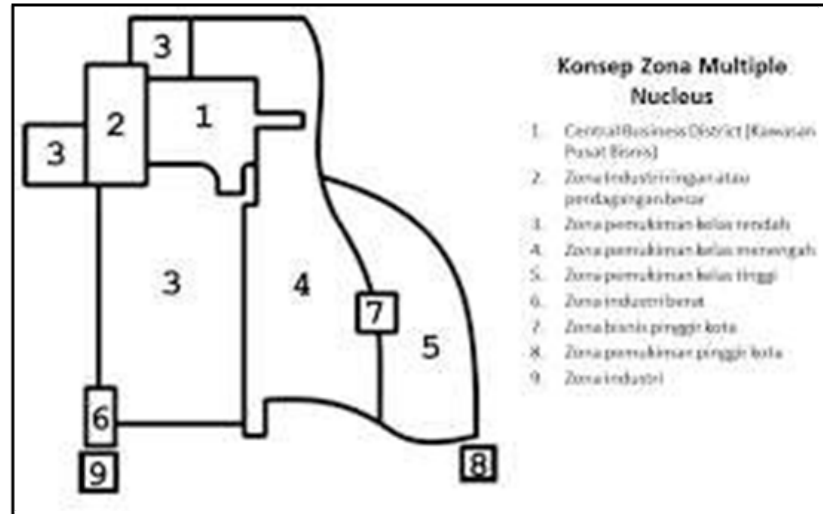 3
2
1
3
3
4
7
5
6
9
8
Konsep Zona Multiple
Nucleus
1. Central Business District (Kawasan
Pusat Bisnis)
2. Zona Industri ringan atau
perdagangan besar
3. Zona pemukiman kelas rendah
4. Zona pemukiman kelas menengah
5. Zona pemukiman kelas tinggi
6. Zona industri berat
7. Zona bisnis pinggir kota
8. Zona pemukiman pinggir kota
9. Zona industri